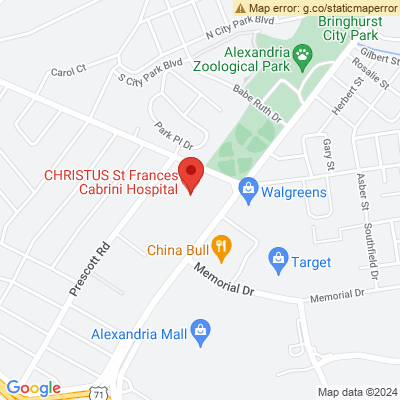 Map error: g.co/staticmaperror
N City Park Blvd
Bringhurst
City Park
Gilbert St
Rosalie St
S City Park Blvd
Alexandria
Zoological Park
Carol Ct
Babe Ruth Dr
Herbert St
Park Pl Dr
Gary St
CHRISTUS St Frances
Cabrini Hospital
Walgreens
Asber St
Southfield Dr
China Bull
Prescott Rd
Target
Memorial Dr
Memorial Dr
Alexandria Mall
Google
71
Map data ©2024